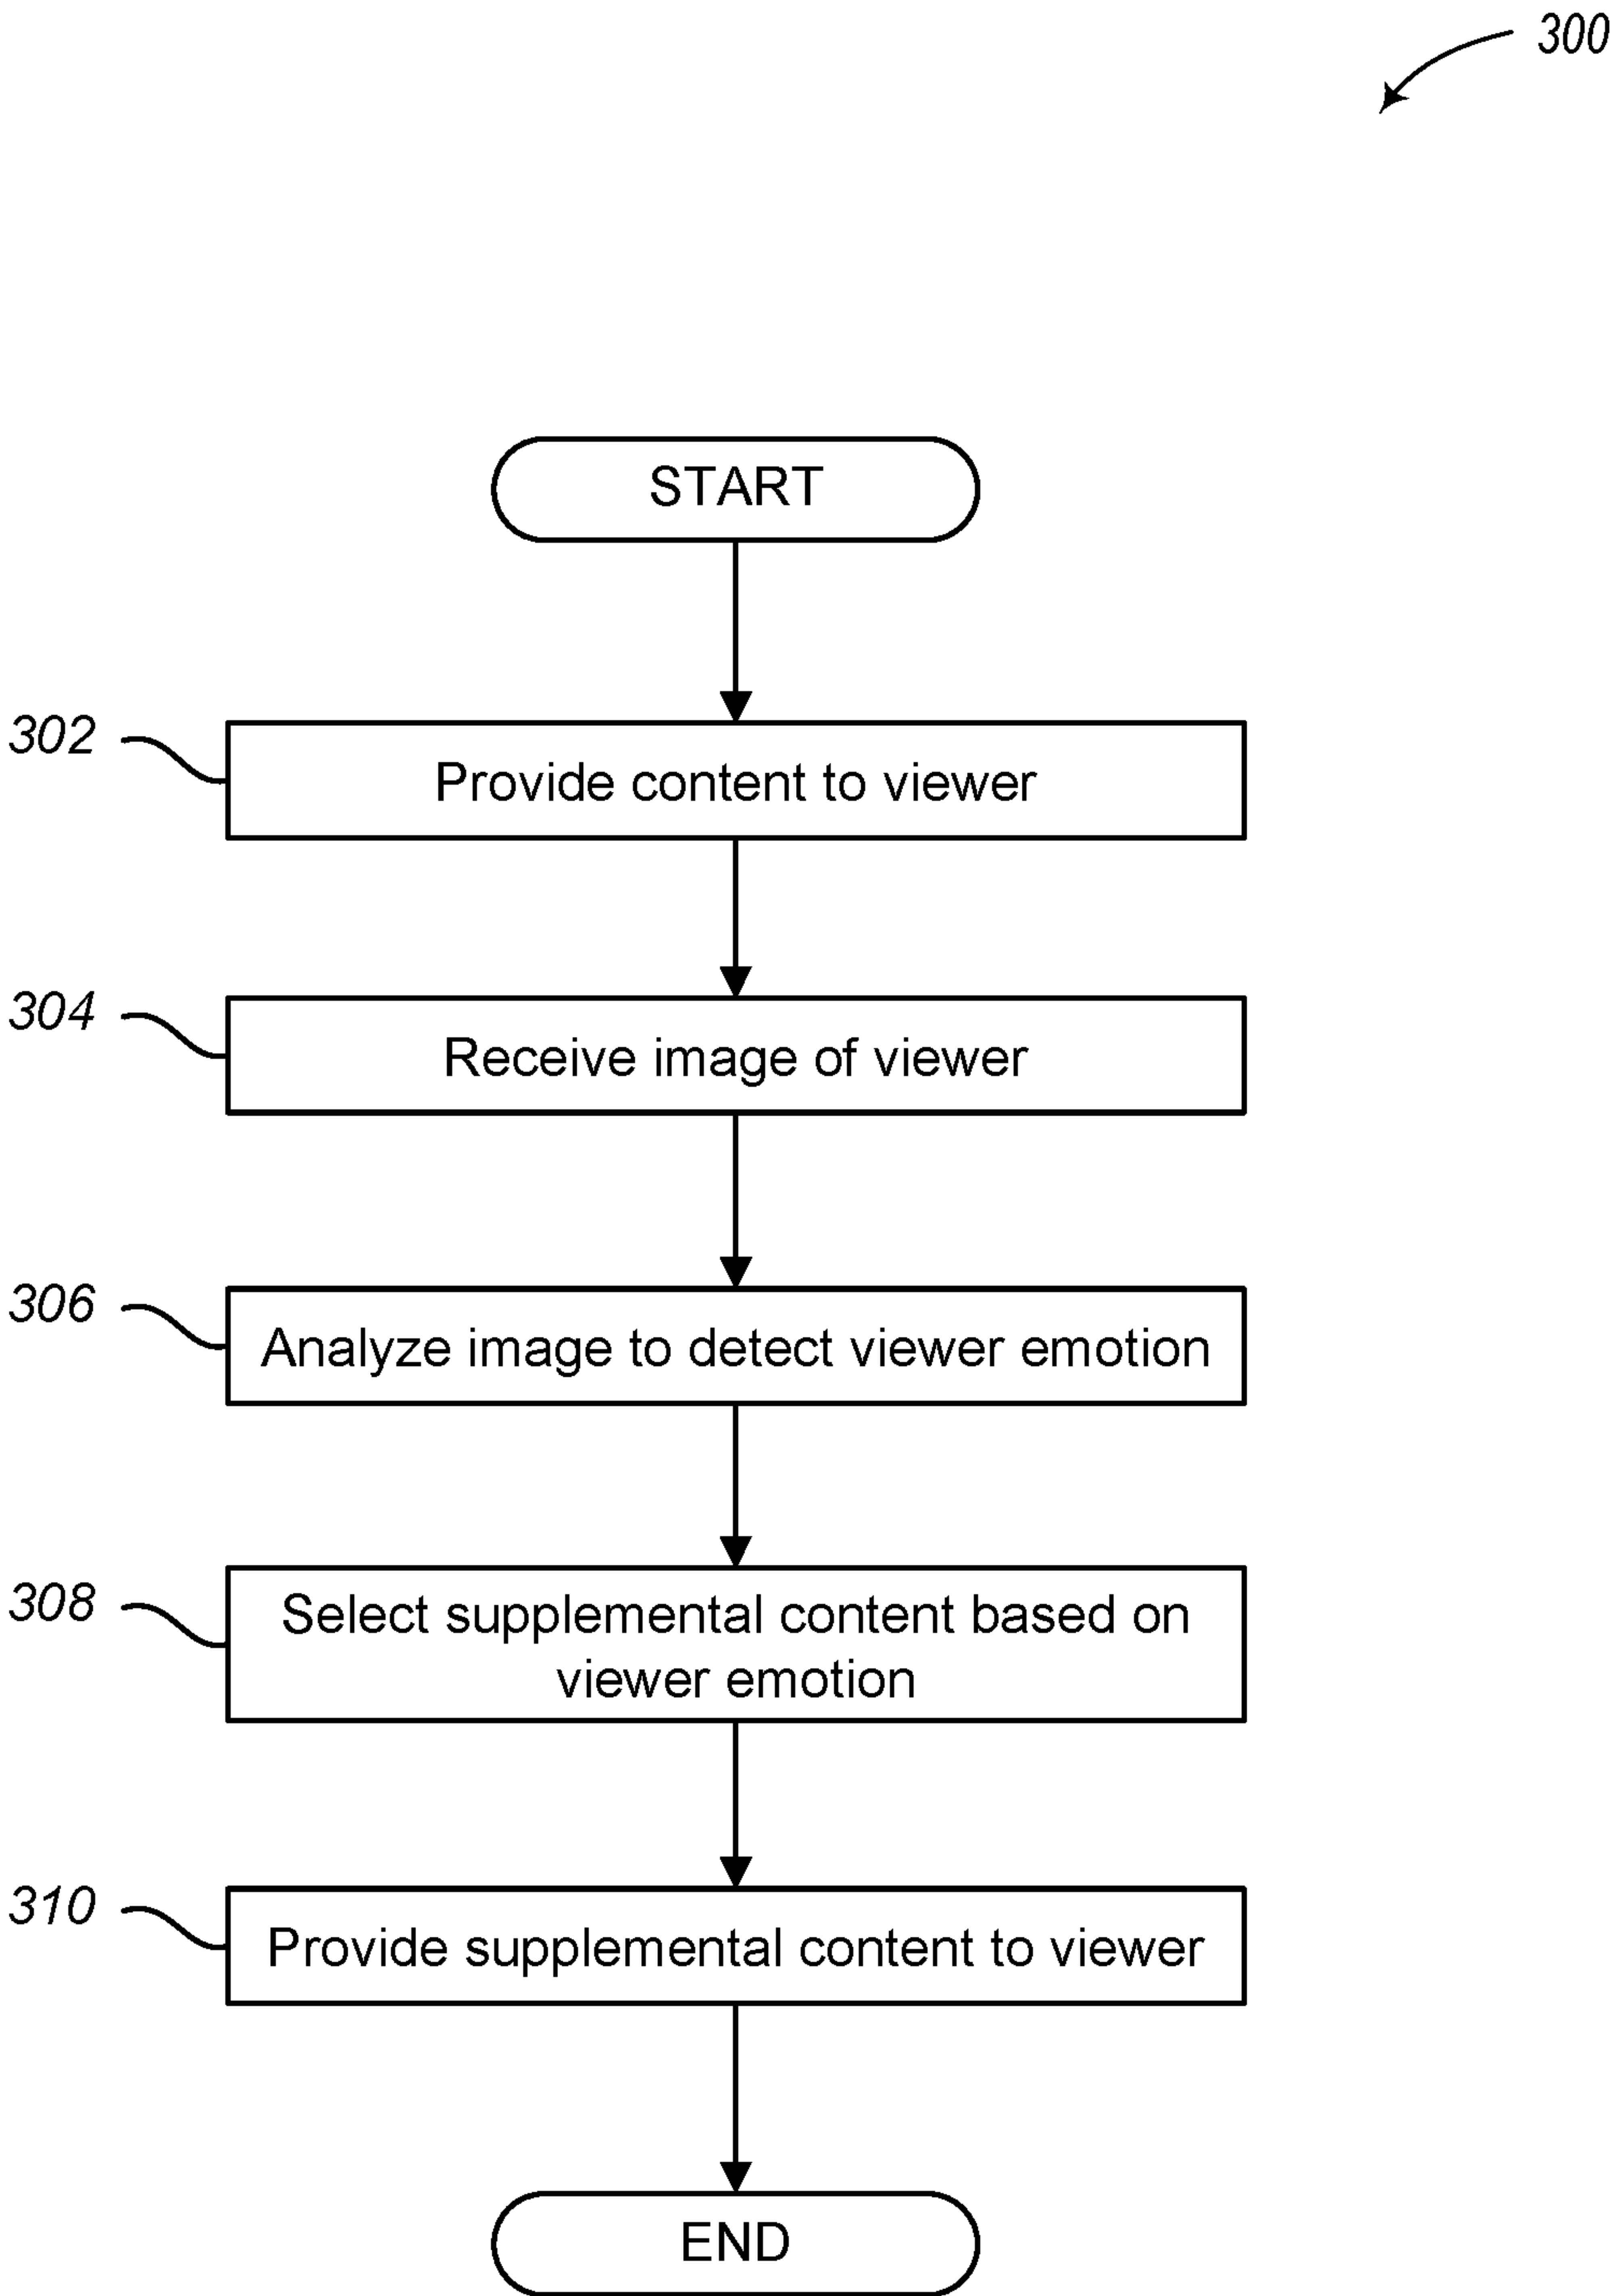 300
START
302
Provide content to viewer
304
Receive image of viewer
306
Analyze image to detect viewer emotion
308
Select supplemental content based on
viewer emotion
310
Provide supplemental content to viewer
END